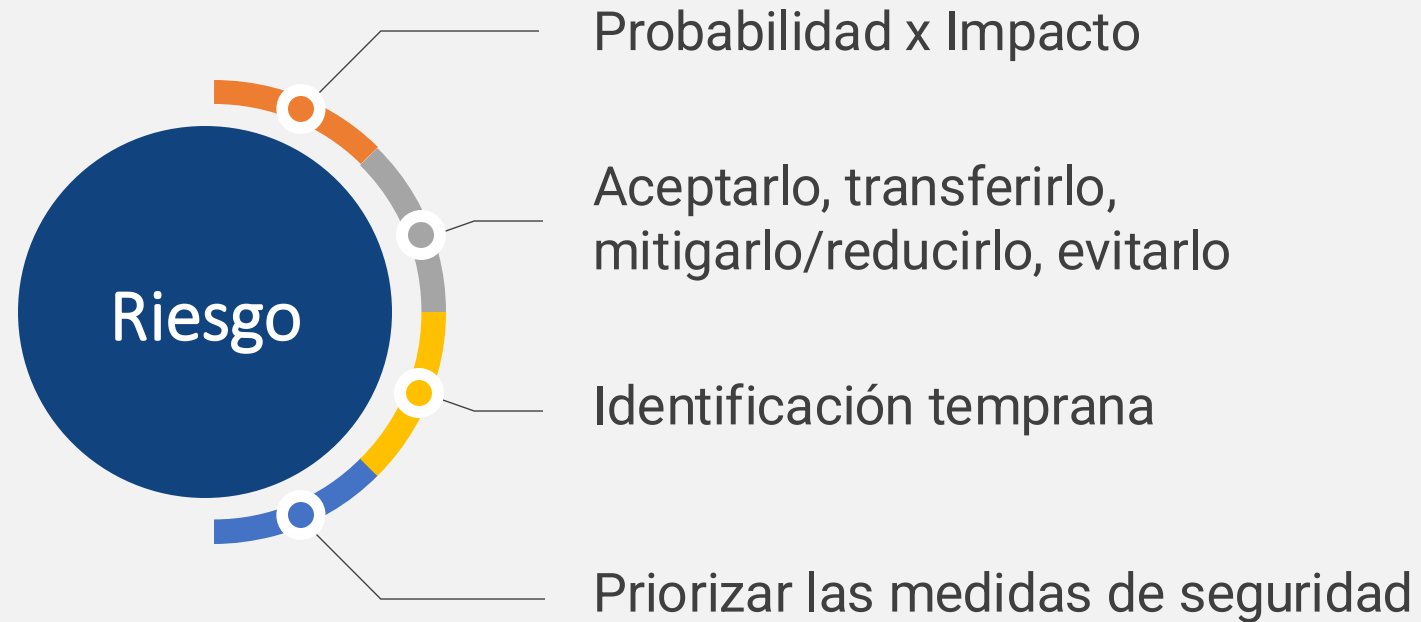 Probabilidad x Impacto
Aceptarlo, transferirlo,
mitigarlo/reducirlo, evitarlo
Riesgo
Identificación temprana
Priorizar las medidas de seguridad